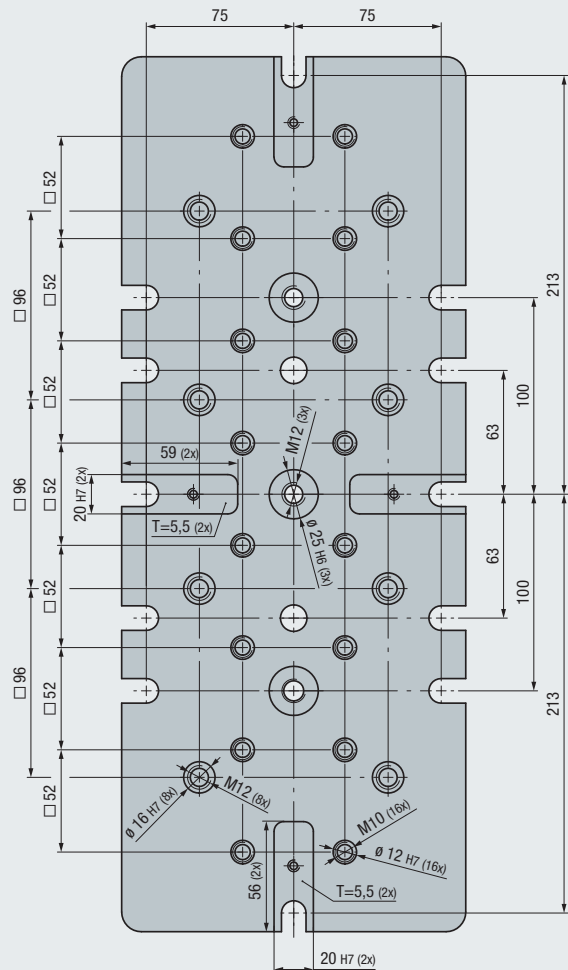 75
75
□ 52
□ 96
□ 52
213
□ 52
100
63
M12 (3x)
59 (2x)
20 H7 (2x)
□ 52
T=5,5 (2x)
ø 25 H6 (3x)
□ 96
□ 52
63
100
□ 96
□ 52
213
□ 52
M12 (8x)
ø 16 H7 (8x)
M10 (16x)
ø 12 H7 (16x)
56 (2x)
T=5,5 (2x)
20 H7 (2x)